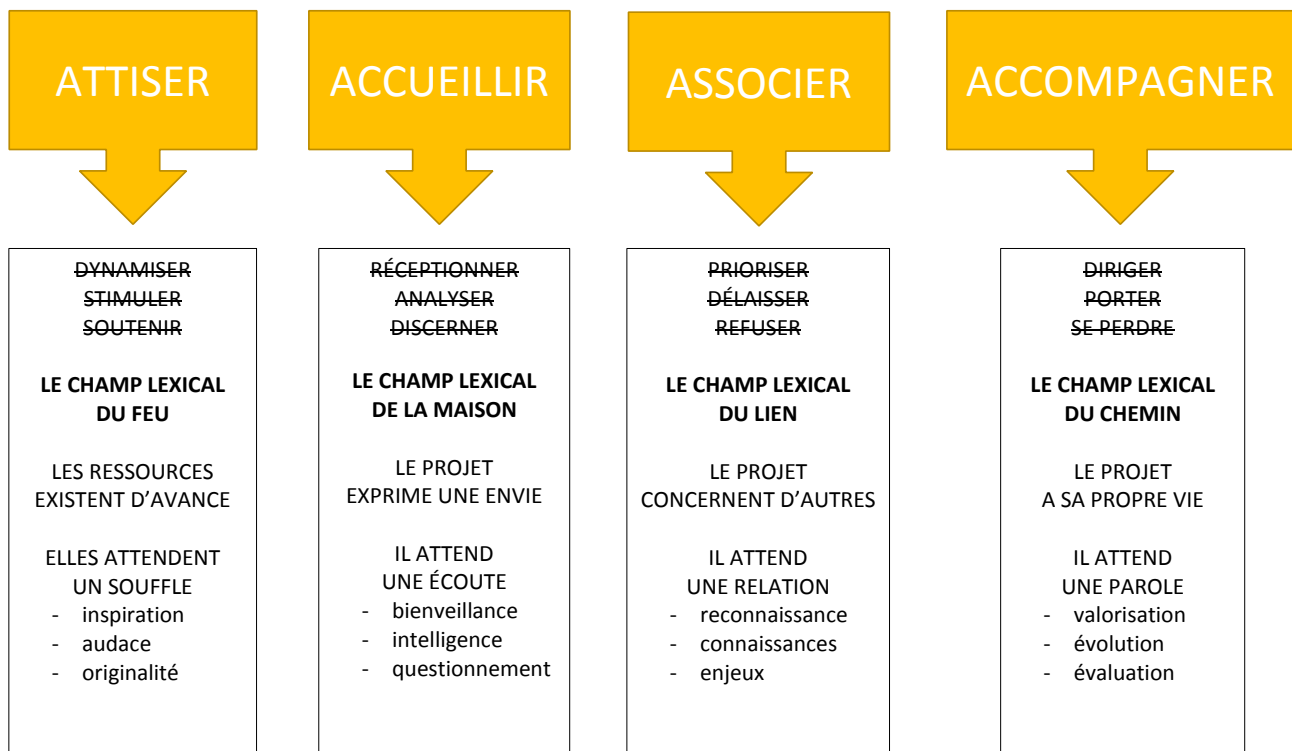 ATTISER
DYNAMISER
STIMULER
SOUTENIR
LE CHAMP LEXICAL
DU FEU
LES RESSOURCES
EXISTENT D’AVANCE
ELLES ATTENDENT
UN SOUFFLE
- inspiration
- audace
- originalité
ACCUEILLIR
RÉCEPTIONNER
ANALYSER
DISCERNER
LE CHAMP LEXICAL
DE LA MAISON
LE PROJET
EXPRIME UNE ENVIE
IL ATTEND
UNE ÉCOUTE
- bienveillance
- intelligence
- questionnement
ASSOCIER
PRIORISER
DÉLAISSER
REFUSER
LE CHAMP LEXICAL
DU LIEN
LE PROJET
CONCERNENT D’AUTRES
IL ATTEND
UNE RELATION
- reconnaissance
- connaissances
- enjeux
ACCOMPAGNER
DIRIGER
PORTER
SE PERDRE
LE CHAMP LEXICAL
DU CHEMIN
LE PROJET
A SA PROPRE VIE
IL ATTEND
UNE PAROLE
- valorisation
- évolution
- évaluation